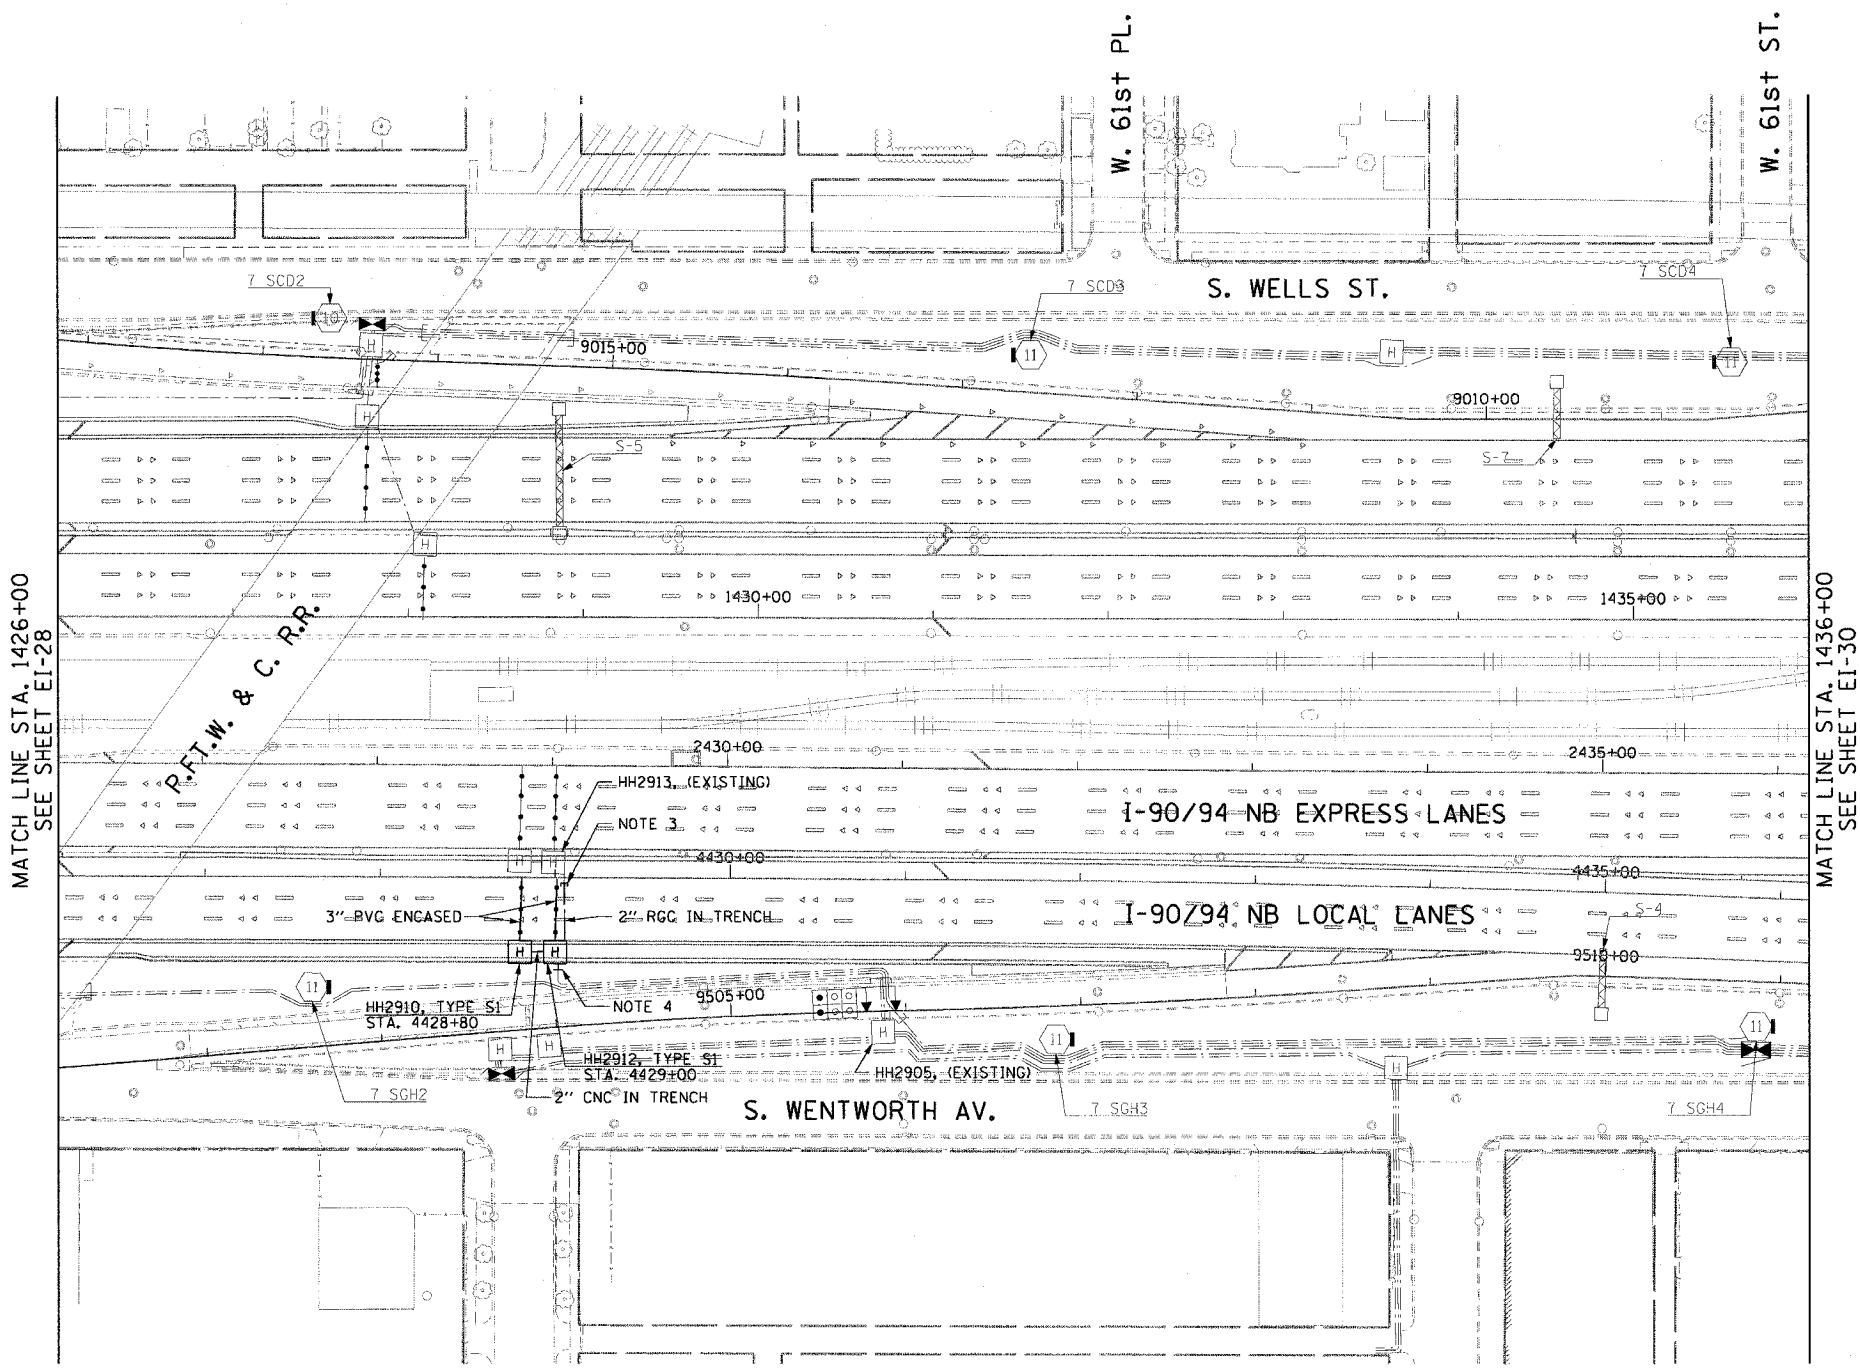 W. 61st PL.
W. 61st ST.
7 SCD2
7 SCD3
7 SCD4
S. WELLS ST.
10
H
9015+00
11
H
11
H
9010+00
S-5
S-7
H
1430+00
1435+00
MATCH LINE STA. 1426+00
SEE SHEET EI-28
MATCH LINE STA. 1436+00
SEE SHEET EI-30
P.FT.W. & C. R.R.
2430+00
2435+00
HH2913, (EXISTING)
I-90/94 NB EXPRESS LANES
NOTE 3
H
H
4430+00
4435+00
3" PVC ENCASED
2" RGC IN TRENCH
I-90/94 NB LOCAL LANES
S-4
H
H
9510+00
11
HH2910, TYPE S1
STA. 4428+80
NOTE 4
9505+00
H
H
H
11
11
HH2912, TYPE S1
STA. 4429+00
HH2905, (EXISTING)
H
7 SGH2
2" CNC IN TRENCH
S. WENTWORTH AV.
7 SGH3
7 SGH4